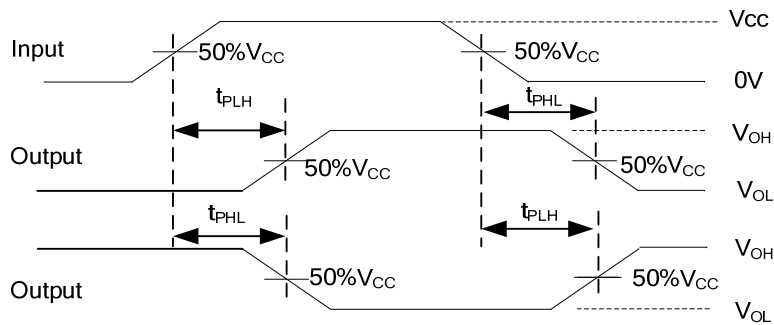 Vcc
Input 50%VCC 50%VCC
0V
tPLH tPHL
VOH
Output 50%VCC 50%VCC
VOL
tPHL tPLH
VOH
50%VCC 50%VCC
Output
VOL